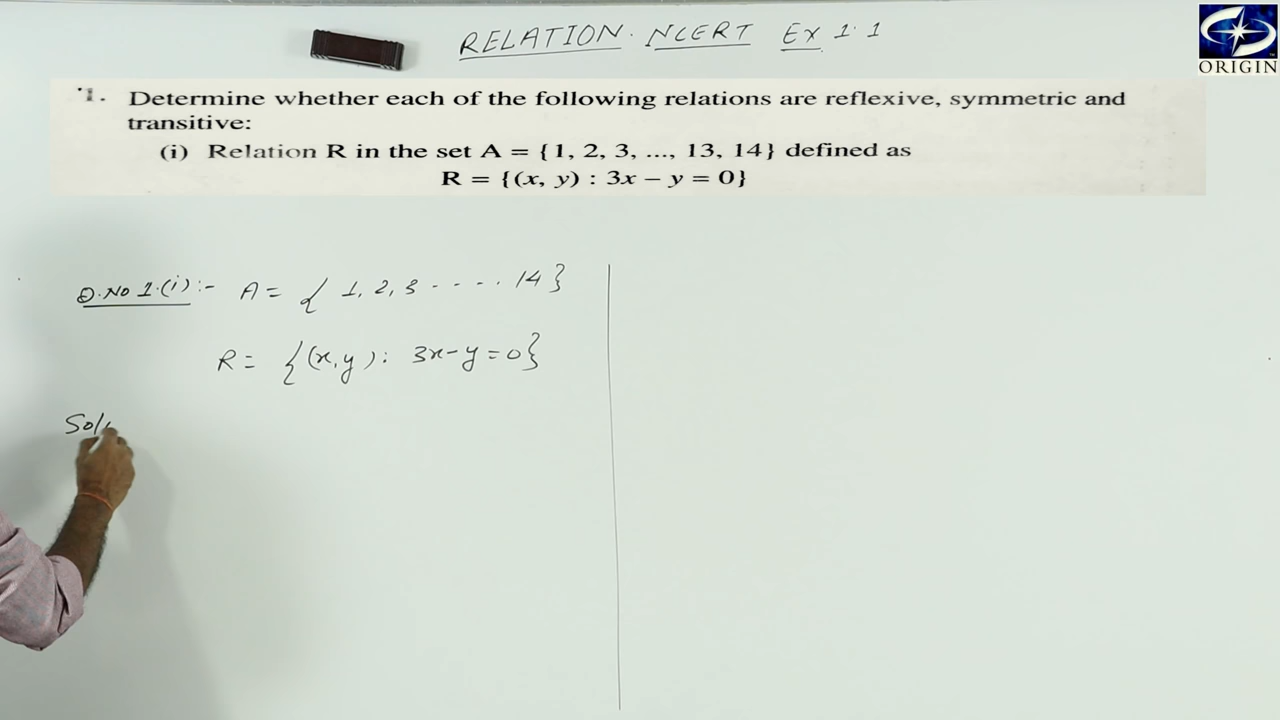 RELATION. NCERT Ex 1.1
ORIGIN
1. Determine whether each of the following relations are reflexive, symmetric and
transitive:
(i) Relation R in the set A = {1, 2, 3, ..., 13, 14} defined as
R = {(x, y) : 3x – y = 0}
Q.No 1.(i):- A = { 1, 2, 3 ----. 14}
R = {(x,y): 3x-y=0}
Sol